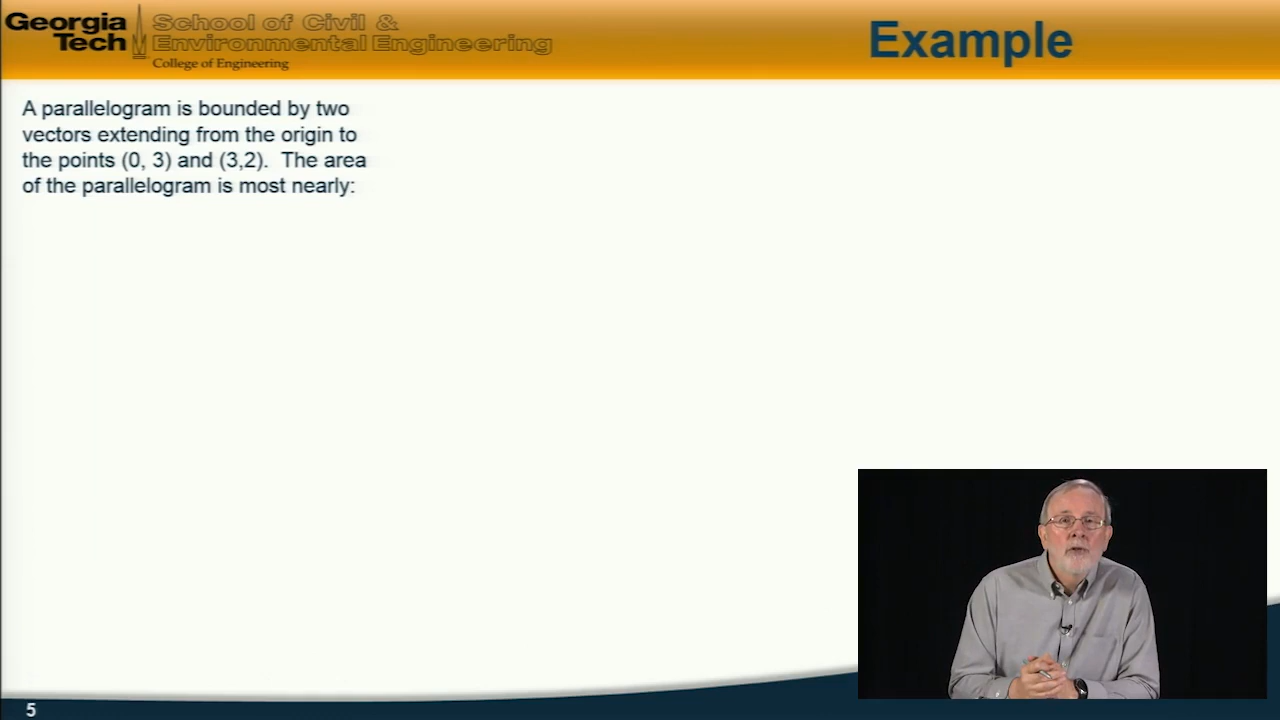 Georgia Tech
School of Civil &
Environmental Engineering
College of Engineering
Example
A parallelogram is bounded by two
vectors extending from the origin to
the points (0, 3) and (3,2).  The area
of the parallelogram is most nearly:
5